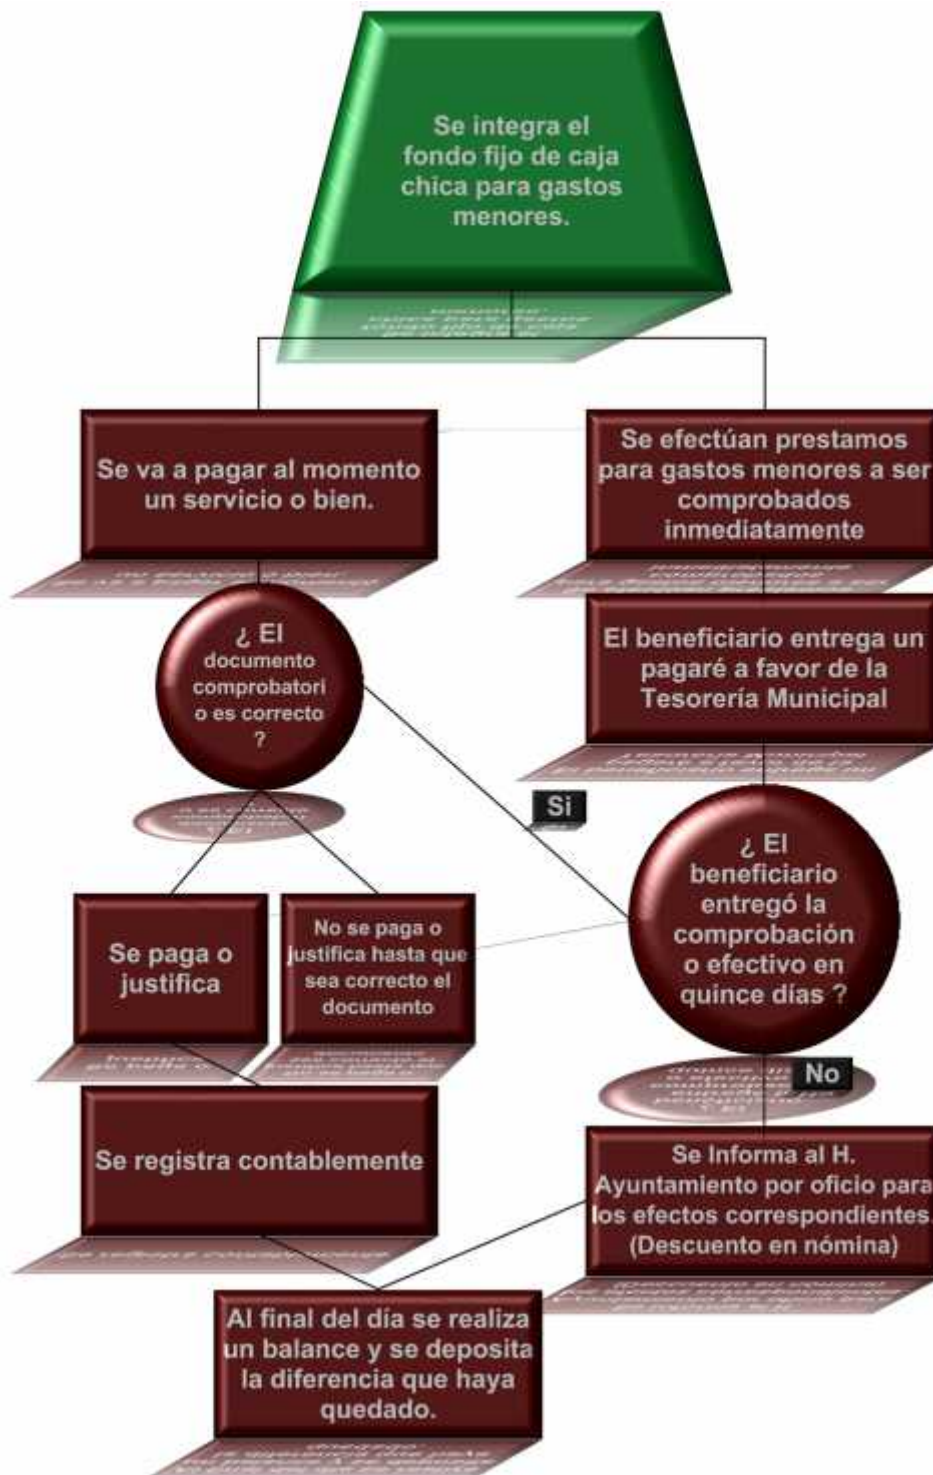 Se integra el
fondo fijo de caja
chica para gastos
menores.
Se va a pagar al momento
un servicio o bien.
Se efectúan prestamos
para gastos menores a ser
comprobados
inmediatamente
¿ El
documento
comprobatori
o es correcto
?
El beneficiario entrega un
pagaré a favor de la
Tesorería Municipal
Si
¿ El
beneficiario
entregó la
comprobación
o efectivo en
quince días ?
Se paga o
justifica
No se paga o
justifica hasta que
sea correcto el
documento
No
Se registra contablemente
Se Informa al H.
Ayuntamiento por oficio para
los efectos correspondientes.
(Descuento en nómina)
Al final del día se realiza
un balance y se deposita
la diferencia que haya
quedado.